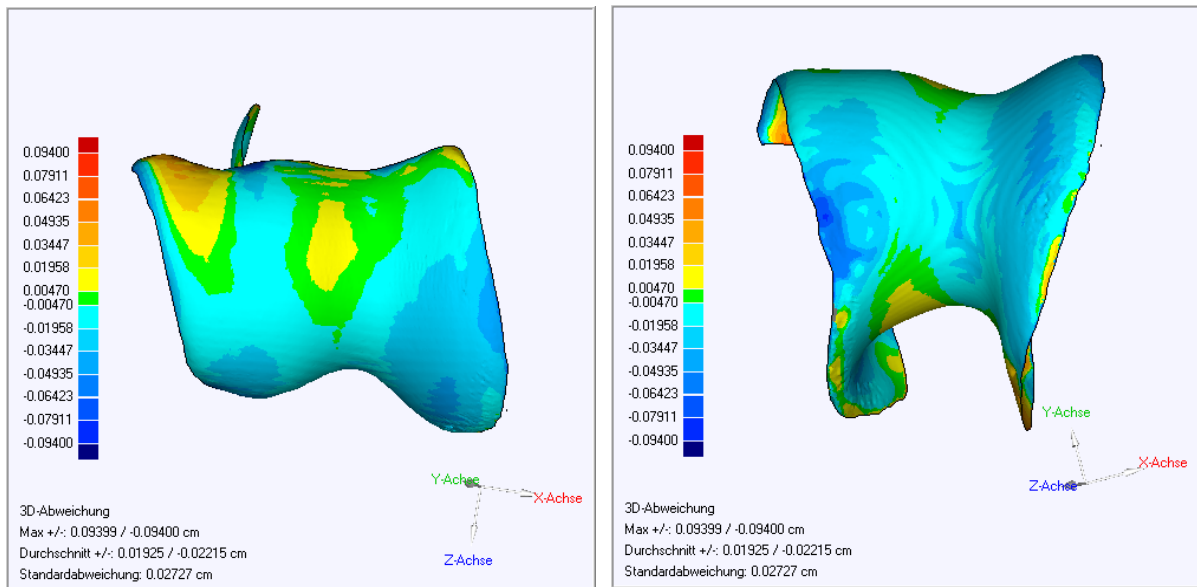 0.09400
0.07911
0.06423
0.04935
0.03447
0.01958
0.00470
-0.00470
-0.01958
-0.03447
-0.04935
-0.06423
-0.07911
-0.09400
Y-Achse
X-Achse
Z-Achse
3D-Abweichung
Max +/-: 0.09399 / -0.09400 cm
Durchschnitt +/-: 0.01925 / -0.02215 cm
Standardabweichung: 0.02727 cm
0.09400
0.07911
0.06423
0.04935
0.03447
0.01958
0.00470
-0.00470
-0.01958
-0.03447
-0.04935
-0.06423
-0.07911
-0.09400
Y-Achse
X-Achse
Z-Achse
3D-Abweichung
Max +/-: 0.09399 / -0.09400 cm
Durchschnitt +/-: 0.01925 / -0.02215 cm
Standardabweichung: 0.02727 cm